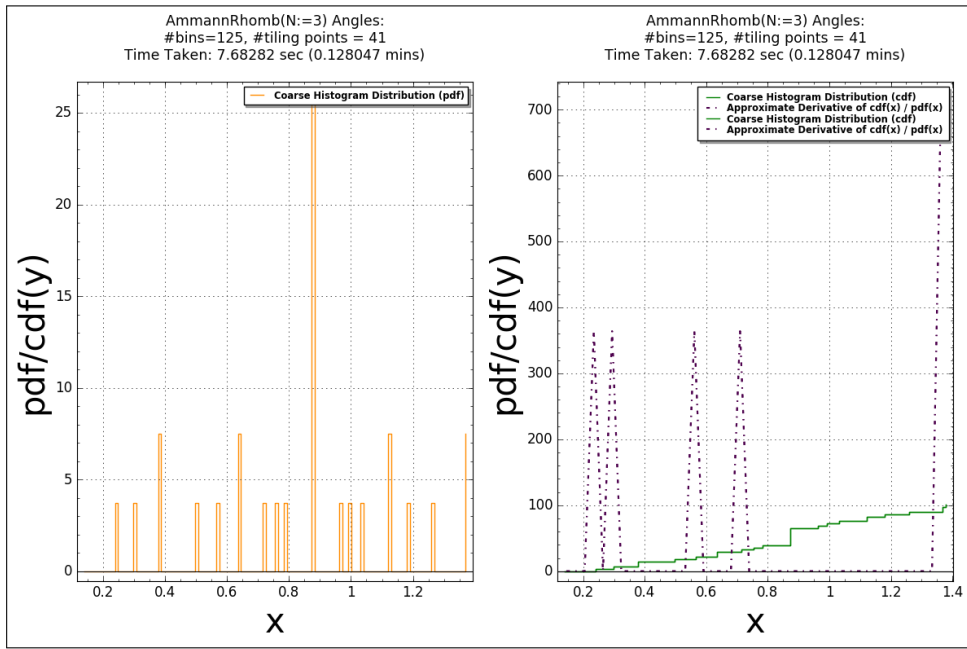 AmmannRhomb(N:=3) Angles:
#bins=125, #tiling points = 41
Time Taken: 7.68282 sec (0.128047 mins)
Coarse Histogram Distribution (pdf)
25
20
15
10
5
0
0.2 0.4 0.6 0.8 1.0 1.2
pdf/cdf(y)
x
AmmannRhomb(N:=3) Angles:
#bins=125, #tiling points = 41
Time Taken: 7.68282 sec (0.128047 mins)
Coarse Histogram Distribution (cdf)
Approximate Derivative of cdf(x) / pdf(x)
Coarse Histogram Distribution (cdf)
Approximate Derivative of cdf(x) / pdf(x)
700
600
500
400
300
200
100
0
0.2 0.4 0.6 0.8 1.0 1.2 1.4
pdf/cdf(y)
x